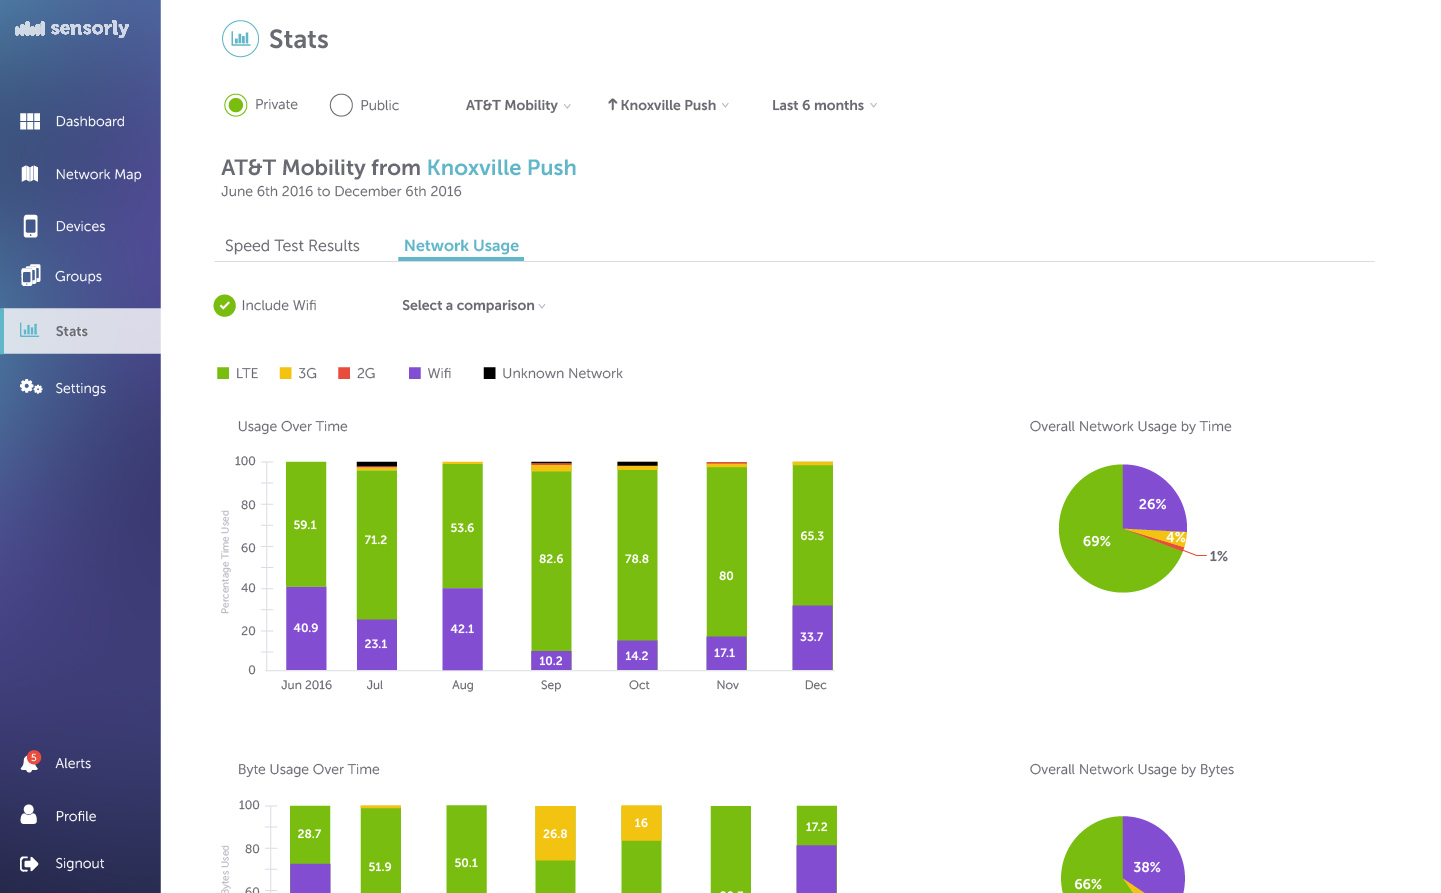 sensorly
Stats
Private
Public
AT&T Mobility
Knoxville Push
Last 6 months
Dashboard
Network Map
Devices
Groups
Stats
Settings
AT&T Mobility from Knoxville Push
June 6th 2016 to December 6th 2016
Speed Test Results
Network Usage
Include Wifi
Select a comparison
LTE
3G
2G
Wifi
Unknown Network
Usage Over Time
Percentage Time Used
100
80
60
40
20
0
59.1
40.9
71.2
23.1
53.6
42.1
82.6
10.2
78.8
14.2
80
17.1
65.3
33.7
Jun 2016
Jul
Aug
Sep
Oct
Nov
Dec
Overall Network Usage by Time
26%
4%
69%
1%
Byte Usage Over Time
Bytes Used
100
80
60
28.7
51.9
50.1
26.8
16
17.2
Overall Network Usage by Bytes
38%
66%
5
Alerts
Profile
Signout